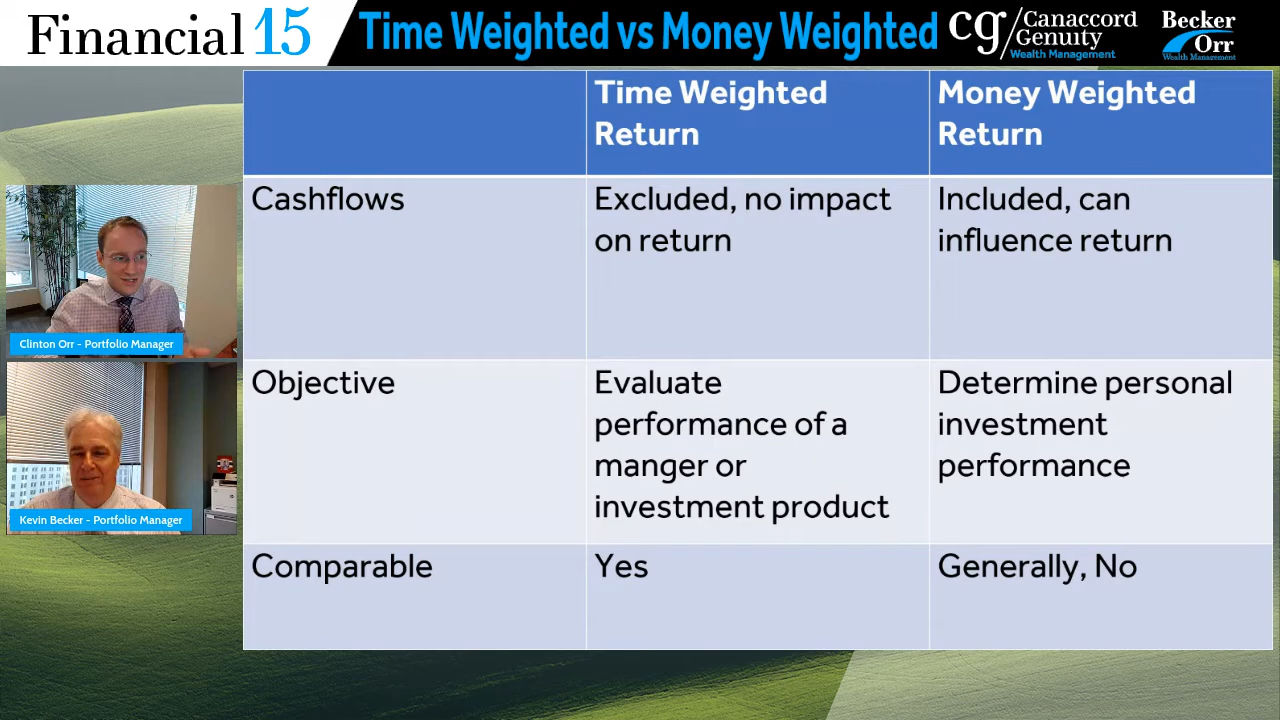 Financial 15
Time Weighted vs Money Weighted
cg/Canaccord
Genuity
Wealth Management
Becker
Orr
Wealth Management
Time Weighted
Return
Money Weighted
Return
Cashflows
Excluded, no impact
on return
Included, can
influence return
Objective
Evaluate
performance of a
manger or
investment product
Determine personal
investment
performance
Comparable
Yes
Generally, No
Clinton Orr - Portfolio Manager
Kevin Becker - Portfolio Manager